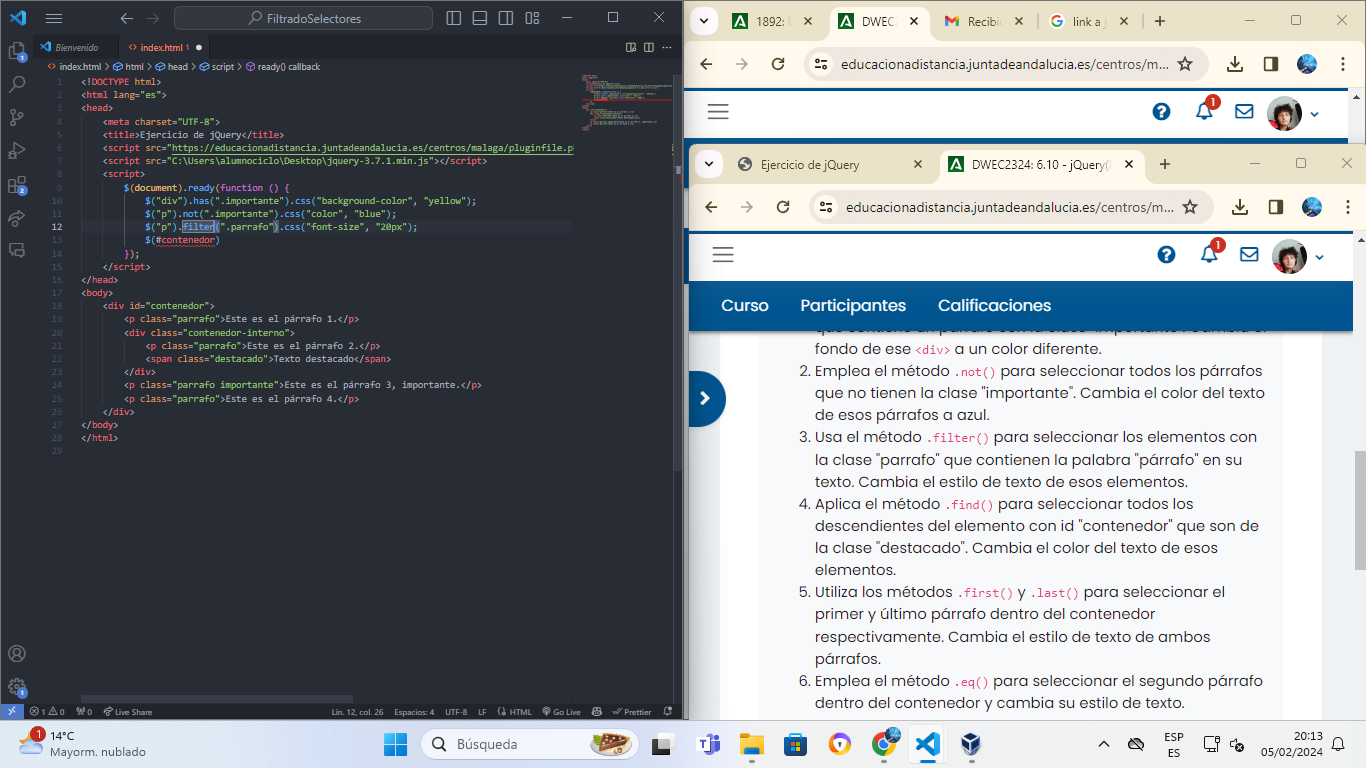 FiltradoSelectores
Bienvenido
index.html 1
index.html > html > head > script > ready() callback
1 <!DOCTYPE html>
2 <html lang="es">
3 <head>
4 <meta charset="UTF-8">
5 <title>Ejercicio de jQuery</title>
6 <script src="https://educacionadistancia.juntadeandalucia.es/centros/malaga/pluginfile.p
7 <script src="C:\Users\alumnociclo\Desktop\jquery-3.7.1.min.js"></script>
8 <script>
9 $(document).ready(function () {
10 $("div").has(".importante").css("background-color", "yellow");
11 $("p").not(".importante").css("color", "blue");
12 $("p").filter(".parrafo").css("font-size", "20px");
13 $(#contenedor)
14 });
15 </script>
16 </head>
17 <body>
18 <div id="contenedor">
19 <p class="parrafo">Este es el párrafo 1.</p>
20 <div class="contenedor-interno">
21 <p class="parrafo">Este es el párrafo 2.</p>
22 <span class="destacado">Texto destacado</span>
23 </div>
24 <p class="parrafo importante">Este es el párrafo 3, importante.</p>
25 <p class="parrafo">Este es el párrafo 4.</p>
26 </div>
27 </body>
28 </html>
29
1 0 0 Live Share Lín. 12, col. 26 Espacios: 4 UTF-8 LF HTML Go Live Prettier
1892: DWEC2 Recibi link a j
educacionadistancia.juntadeandalucia.es/centros/m...
1
Ejercicio de jQuery
DWEC2324: 6.10 - jQuery(
educacionadistancia.juntadeandalucia.es/centros/m...
1
Curso Participantes Calificaciones
fondo de ese <div> a un color diferente.
2. Emplea el método .not() para seleccionar todos los párrafos
que no tienen la clase "importante". Cambia el color del texto
de esos párrafos a azul.
3. Usa el método .filter() para seleccionar los elementos con
la clase "parrafo" que contienen la palabra "párrafo" en su
texto. Cambia el estilo de texto de esos elementos.
4. Aplica el método .find() para seleccionar todos los
descendientes del elemento con id "contenedor" que son de
la clase "destacado". Cambia el color del texto de esos
elementos.
5. Utiliza los métodos .first() y .last() para seleccionar el
primer y último párrafo dentro del contenedor
respectivamente. Cambia el estilo de texto de ambos
párrafos.
6. Emplea el método .eq() para seleccionar el segundo párrafo
dentro del contenedor y cambia su estilo de texto.
1
14°C
Mayorm. nublado
Búsqueda
ESP
ES
20:13
05/02/2024